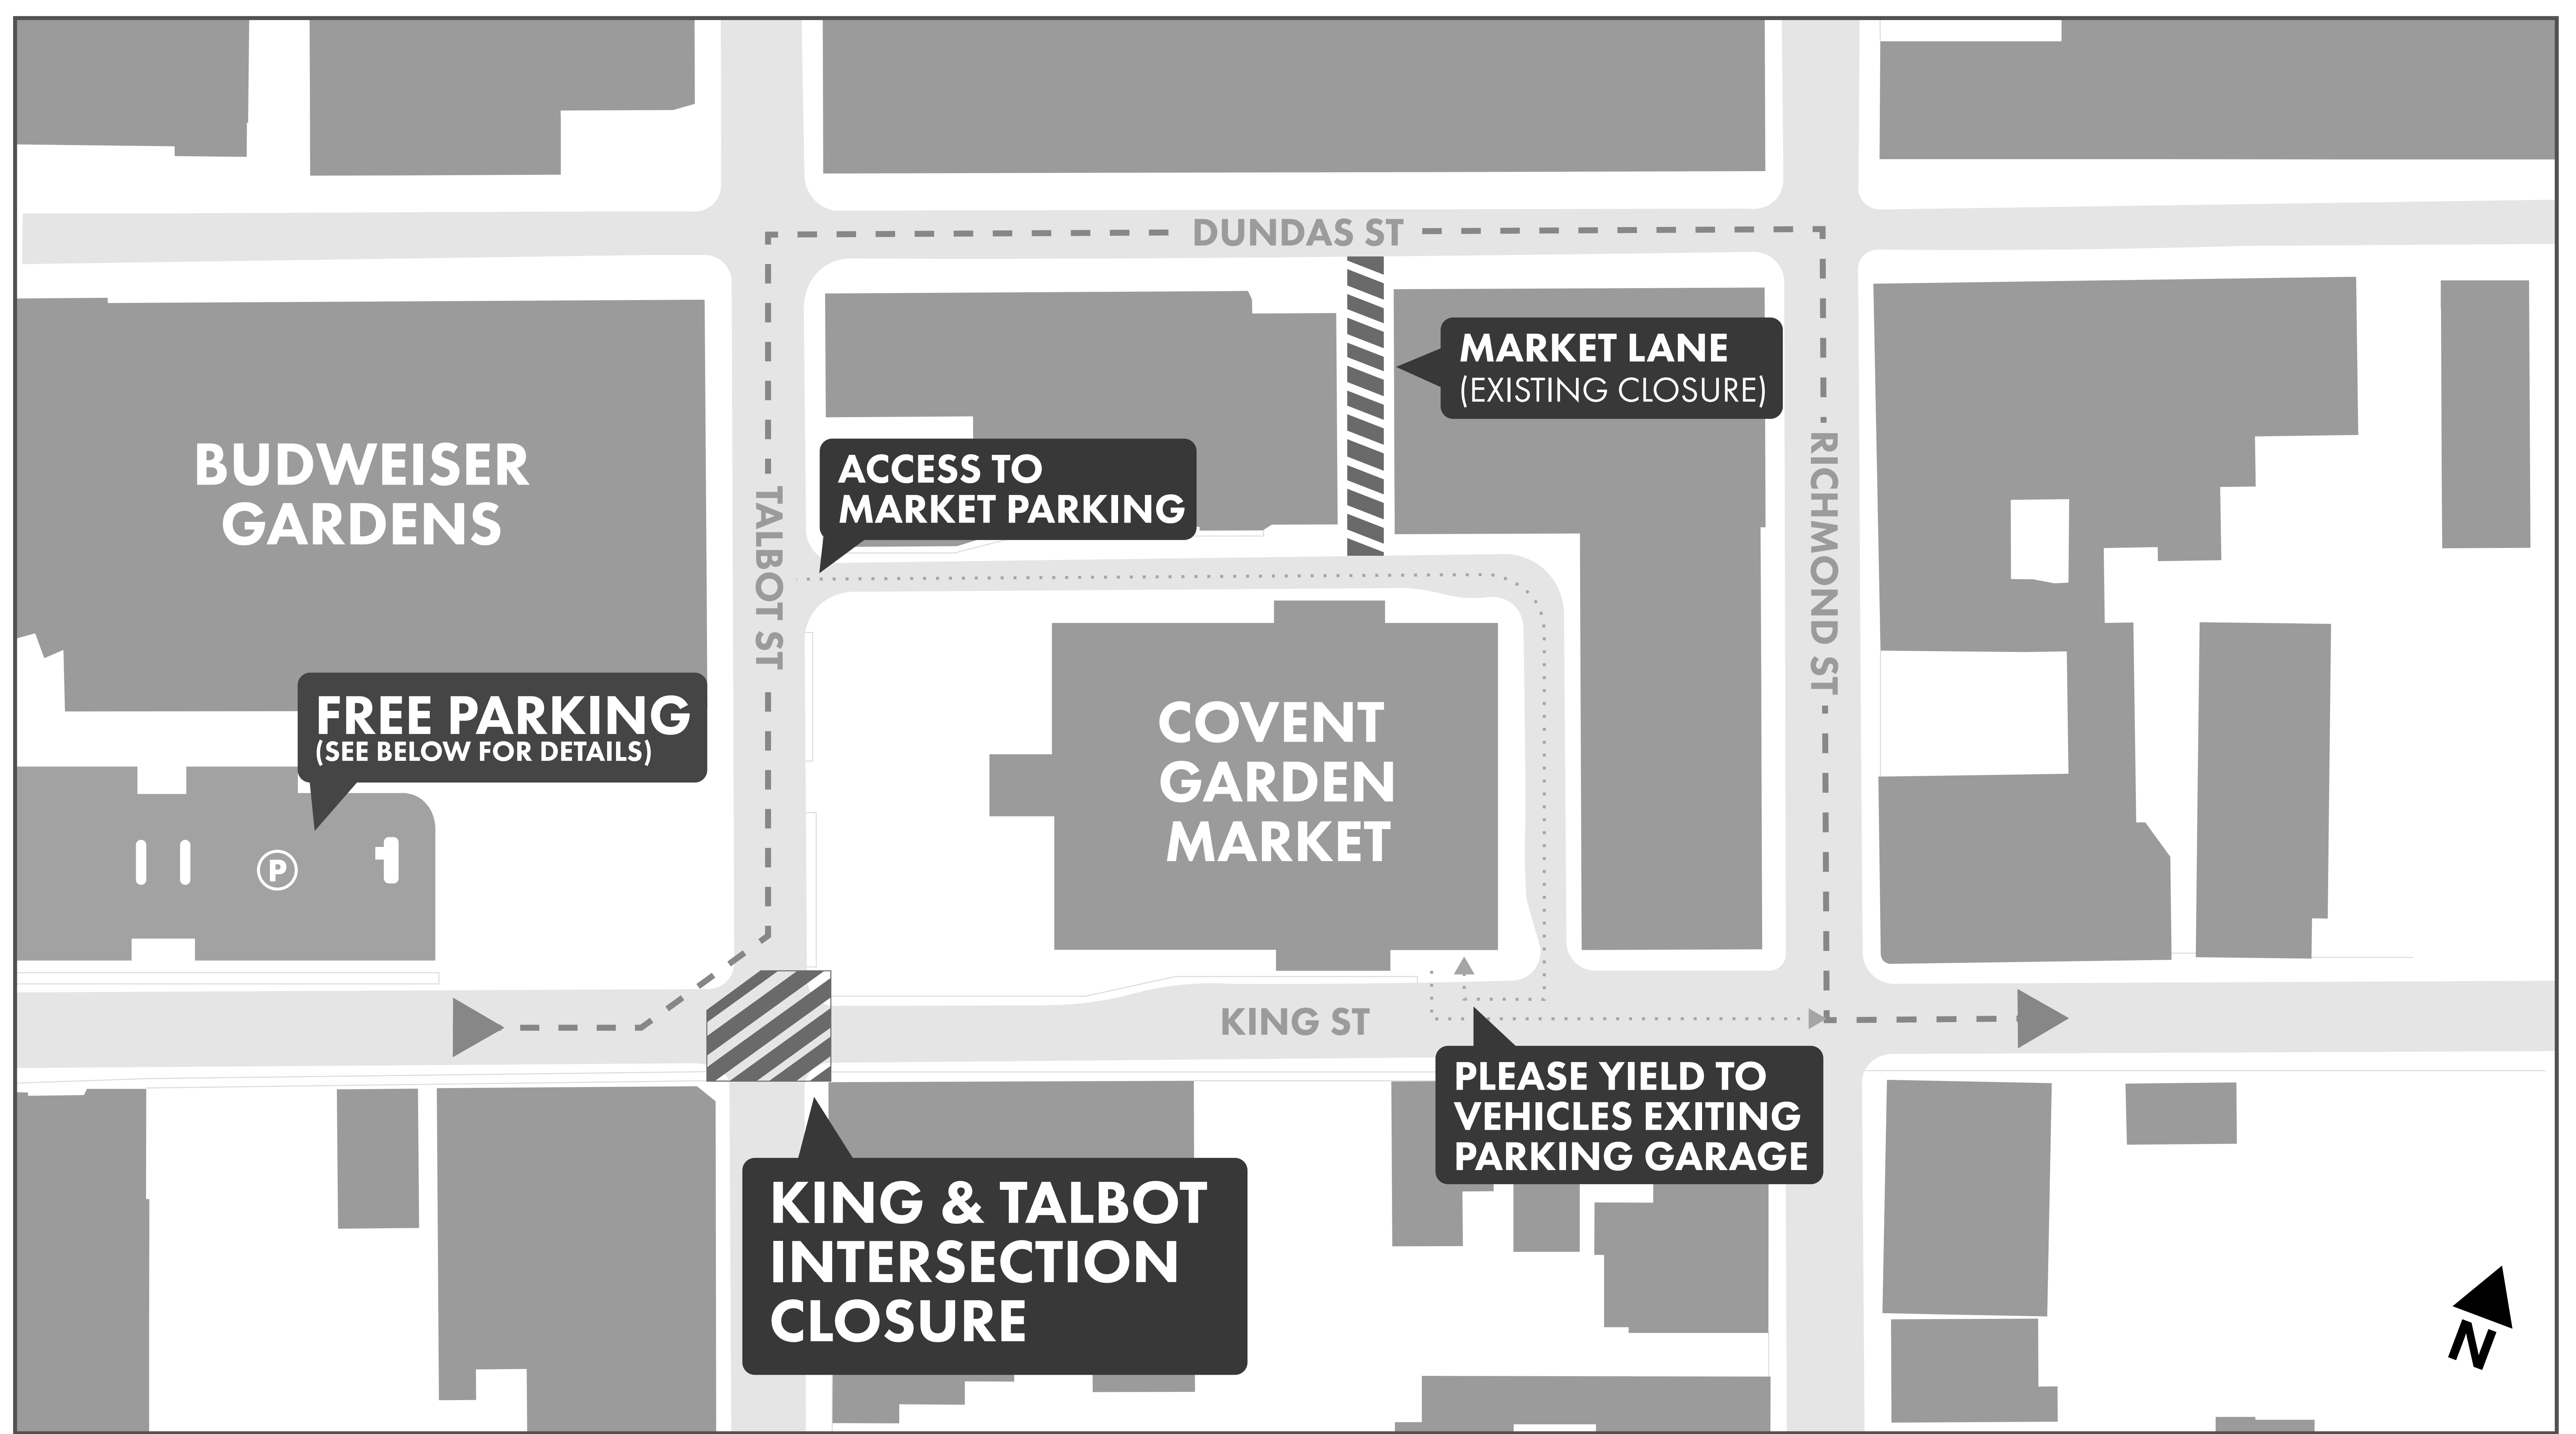 DUNDAS ST
MARKET LANE
(EXISTING CLOSURE)
BUDWEISER
GARDENS
ACCESS TO
MARKET PARKING
TALBOT ST
RICHMOND ST
FREE PARKING
(SEE BELOW FOR DETAILS)
P
COVENT
GARDEN
MARKET
KING ST
PLEASE YIELD TO
VEHICLES EXITING
PARKING GARAGE
KING & TALBOT
INTERSECTION
CLOSURE
N